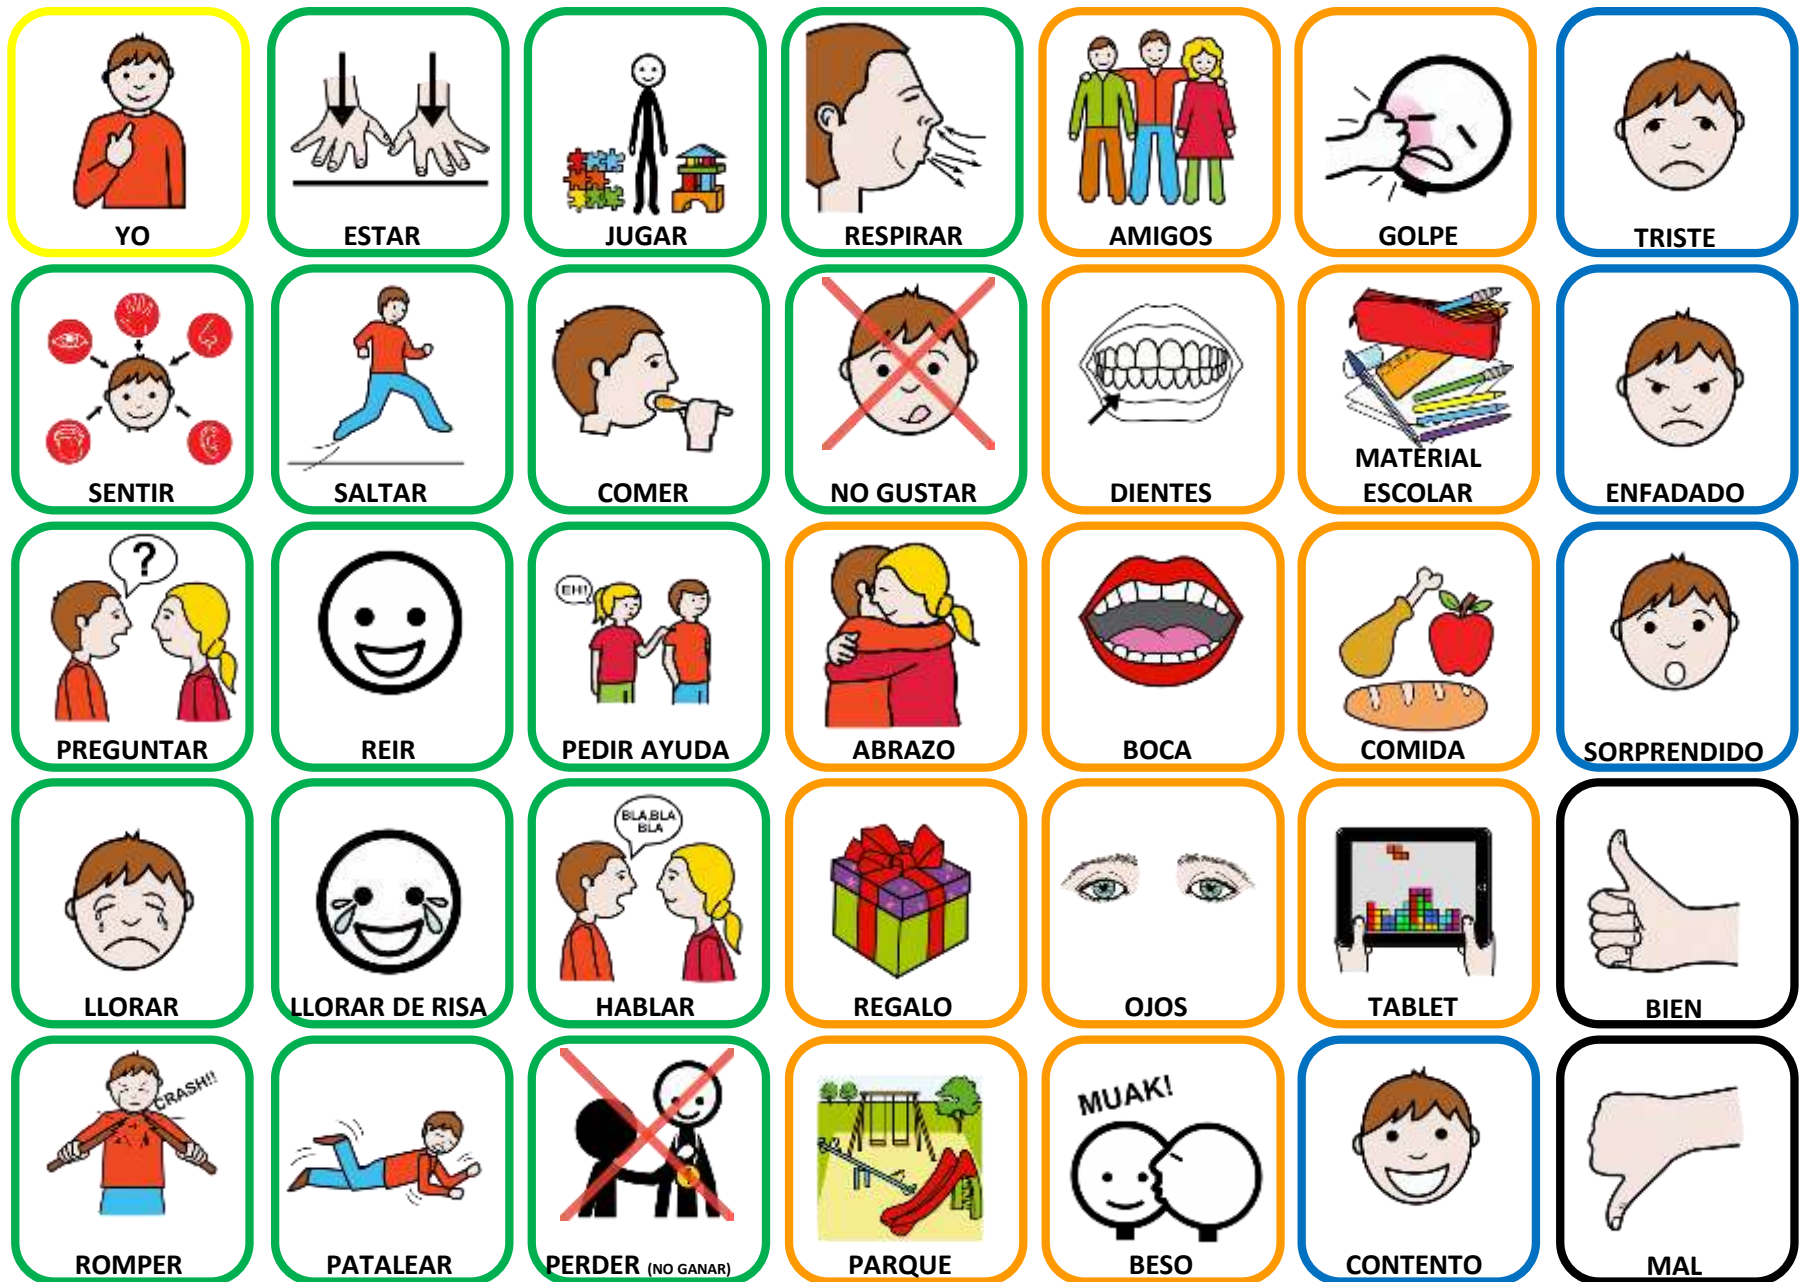 YO
ESTAR
JUGAR
RESPIRAR
AMIGOS
GOLPE
TRISTE
SENTIR
SALTAR
COMER
NO GUSTAR
DIENTES
MATERIAL
ESCOLAR
ENFADADO
?
PREGUNTAR
REIR
EH!
PEDIR AYUDA
ABRAZO
BOCA
COMIDA
SORPRENDIDO
LLORAR
LLORAR DE RISA
BLA,BLA
BLA
HABLAR
REGALO
OJOS
TABLET
BIEN
CRASH!!
ROMPER
PATALEAR
PERDER (NO GANAR)
PARQUE
MUAK!
BESO
CONTENTO
MAL